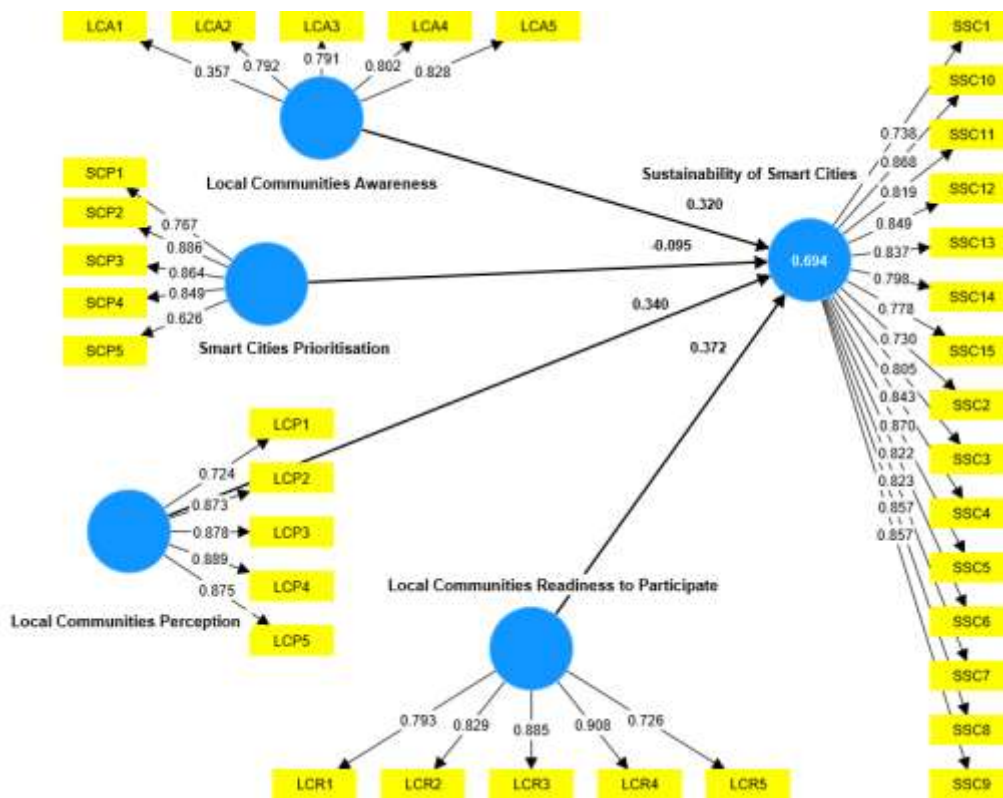 LCA1 LCA2 LCA3 LCA4 LCA5
0.357 0.792 0.791 0.802 0.828
Local Communities Awareness
SCP1
SCP2
SCP3
SCP4
SCP5
0.767
0.886
0.864
0.849
0.626
Smart Cities Prioritisation
LCP1
LCP2
LCP3
LCP4
LCP5
0.724
0.873
0.878
0.889
0.875
Local Communities Perception
Local Communities Readiness to Participate
0.793 0.829 0.885 0.908 0.726
LCR1 LCR2 LCR3 LCR4 LCR5
0.320
-0.095
0.340
0.372
Sustainability of Smart Cities
0.694
0.738
0.868
0.819
0.849
0.837
0.798
0.778
0.730
0.805
0.843
0.870
0.822
0.823
0.857
0.857
SSC1
SSC10
SSC11
SSC12
SSC13
SSC14
SSC15
SSC2
SSC3
SSC4
SSC5
SSC6
SSC7
SSC8
SSC9